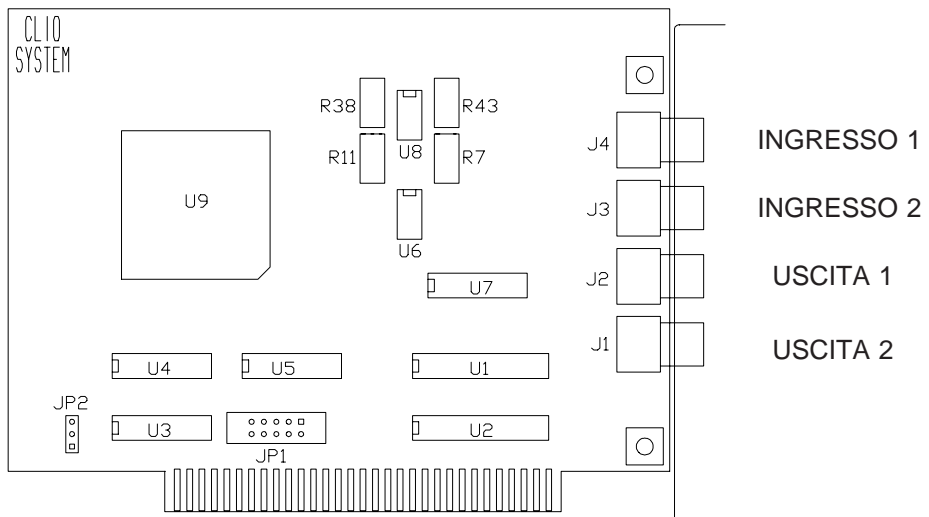 CLIO
SYSTEM
R38
R43
R11
U8
R7
U9
U6
U7
J4
INGRESSO 1
J3
INGRESSO 2
J2
USCITA 1
J1
USCITA 2
U4
U5
U1
JP2
U3
JP1
U2